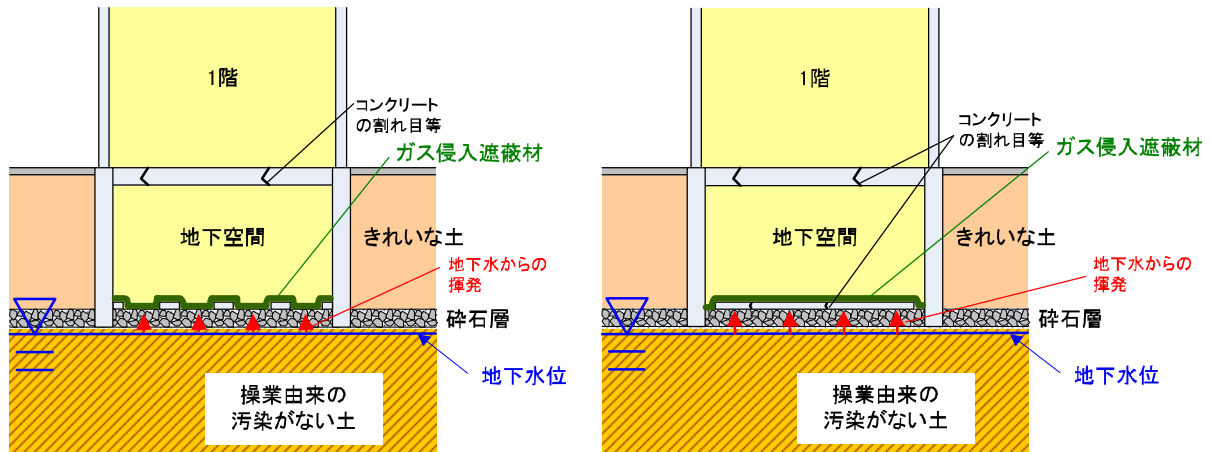 1階
コンクリート
の割れ目等
ガス侵入遮蔽材
地下空間
きれいな土
地下水からの
揮発
砕石層
地下水位
操業由来の
汚染がない土
1階
コンクリート
の割れ目等
ガス侵入遮蔽材
地下空間
きれいな土
地下水からの
揮発
砕石層
地下水位
操業由来の
汚染がない土